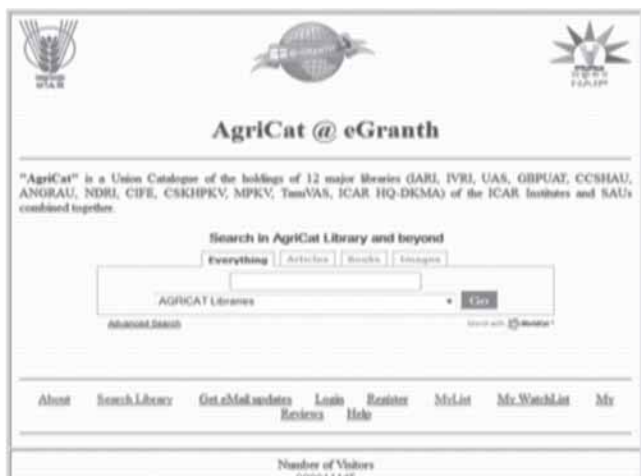 e-GRANTH
NAIP
AgriCat @ eGranth
"AgriCat" is a Union Catalogue of the holdings of 12 major libraries (IARI, IVRI, UAS, GBPUAT, CCSHAU,
ANGRAU, NDRI, CIFE, CSKHPKV, MPKV, TanuVAS, ICAR HQ-DKMA) of the ICAR Institutes and SAUs
combined together.
Search in AgriCat Library and beyond
Everything Articles Books Images
AGRICAT Libraries Go
Advanced Search
About Search Library Get eMail updates Login Register MyList My WatchList My
Reviews Help
Number of Visitors